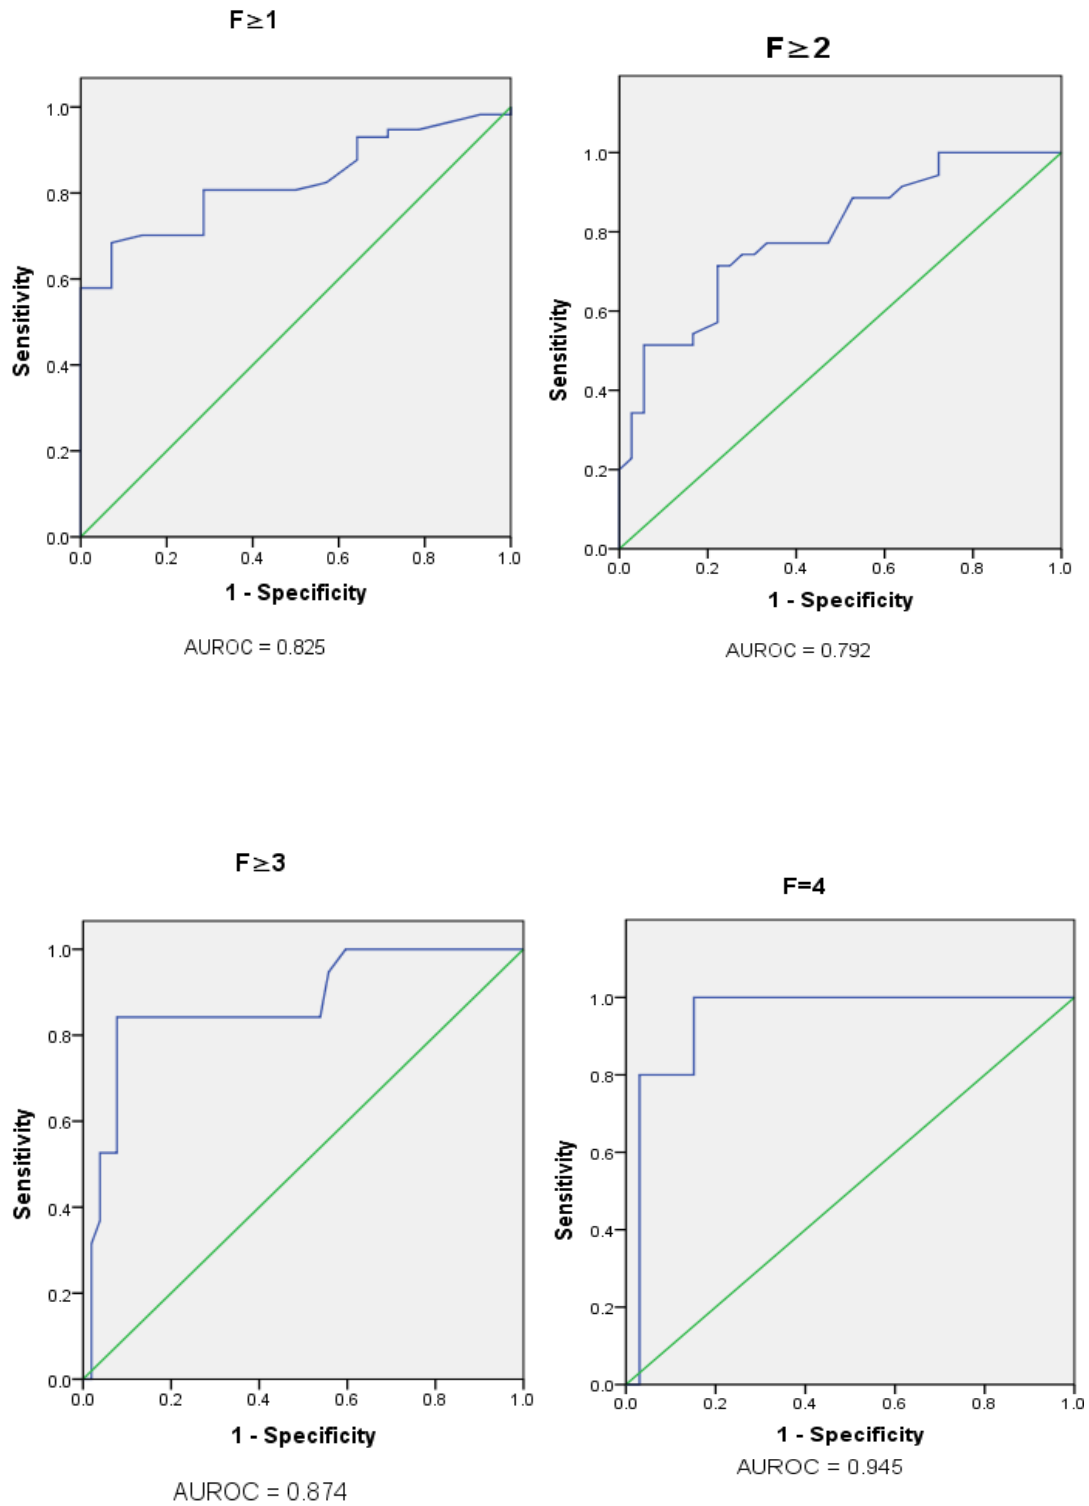 F≥1
1.0
0.8
0.6
0.4
0.2
0.0
Sensitivity
0.0 0.2 0.4 0.6 0.8 1.0
1 - Specificity
AUROC = 0.825
F≥2
1.0
0.8
0.6
0.4
0.2
0.0
Sensitivity
0.0 0.2 0.4 0.6 0.8 1.0
1 - Specificity
AUROC = 0.792
F≥3
1.0
0.8
0.6
0.4
0.2
0.0
Sensitivity
0.0 0.2 0.4 0.6 0.8 1.0
1 - Specificity
AUROC = 0.874
F=4
1.0
0.8
0.6
0.4
0.2
0.0
Sensitivity
0.0 0.2 0.4 0.6 0.8 1.0
1 - Specificity
AUROC = 0.945